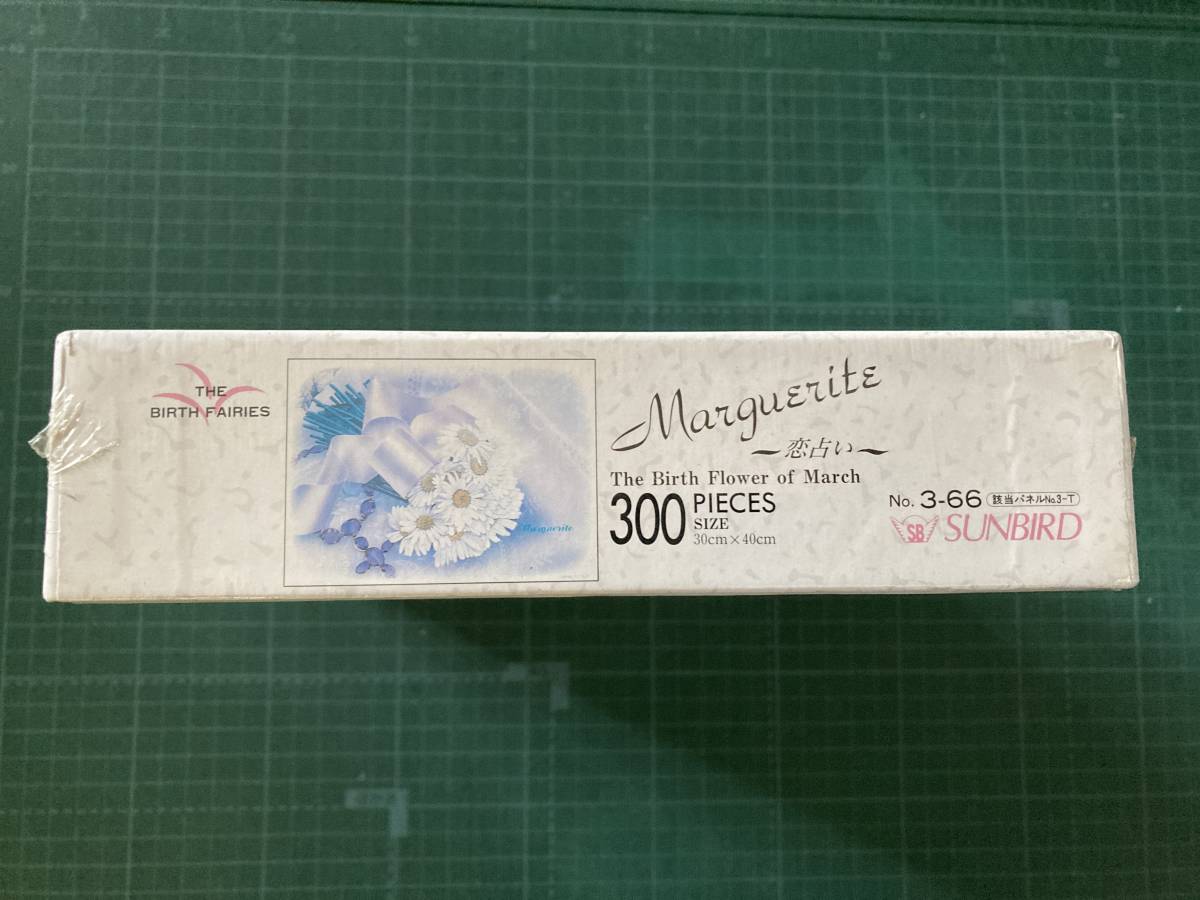 THE
BIRTH FAIRIES
Marguerite
Marguerite
〜恋占い〜
The Birth Flower of March
300 PIECES
SIZE
30cm×40cm
No. 3-66 該当パネルNo.3-T
SB SUNBIRD